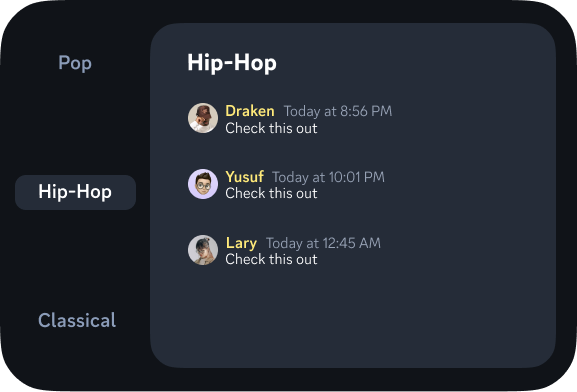 Pop
Hip-Hop
Classical
Hip-Hop
Draken Today at 8:56 PM
Check this out
Yusuf Today at 10:01 PM
Check this out
Lary Today at 12:45 AM
Check this out